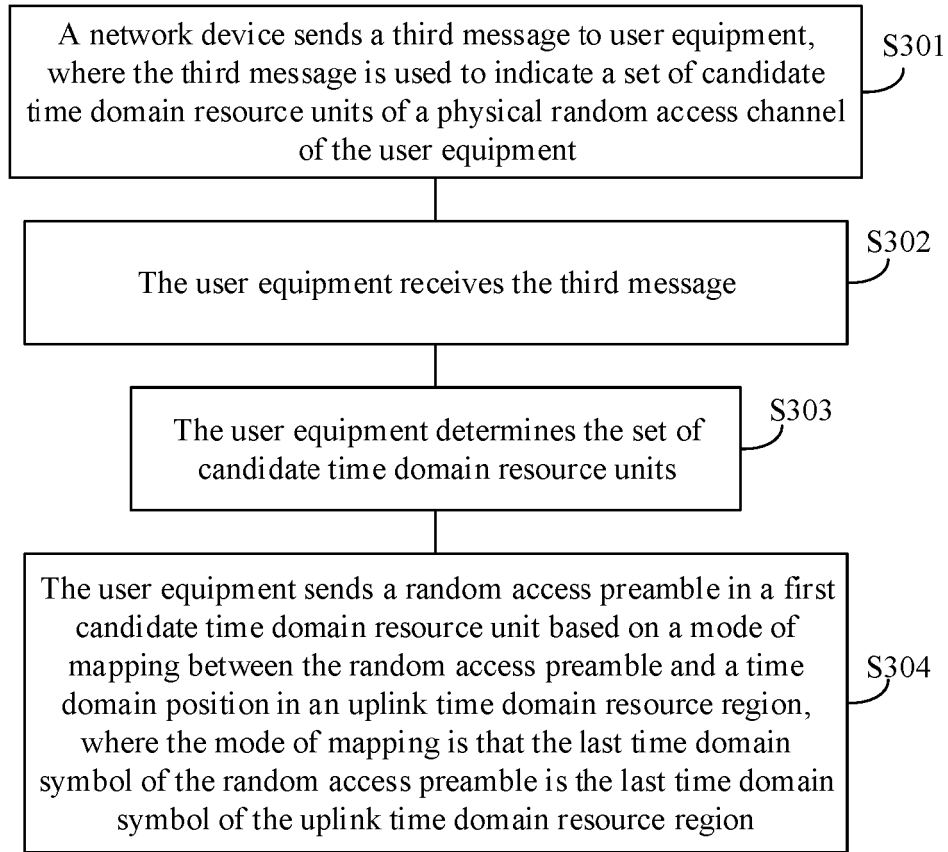 A network device sends a third message to user equipment,
where the third message is used to indicate a set of candidate
time domain resource units of a physical random access channel
of the user equipment
S301
The user equipment receives the third message
S302
The user equipment determines the set of
candidate time domain resource units
S303
The user equipment sends a random access preamble in a first
candidate time domain resource unit based on a mode of
mapping between the random access preamble and a time
domain position in an uplink time domain resource region,
where the mode of mapping is that the last time domain
symbol of the random access preamble is the last time domain
symbol of the uplink time domain resource region
S304